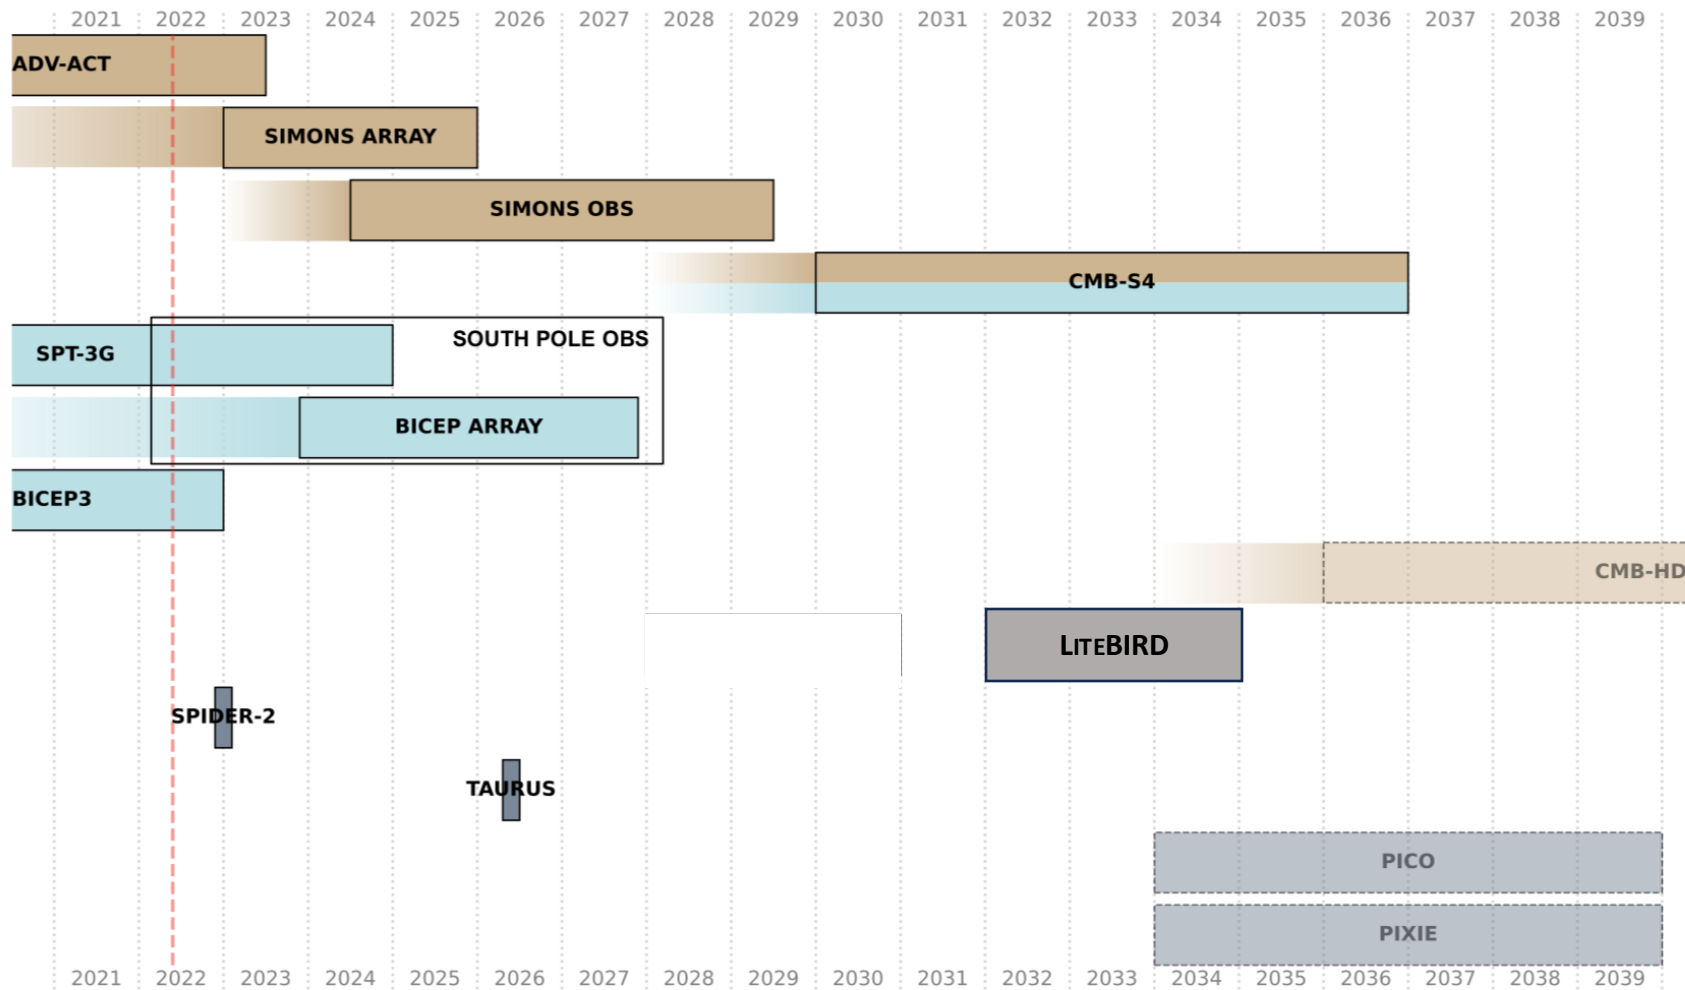 2021 2022 2023 2024 2025 2026 2027 2028 2029 2030 2031 2032 2033 2034 2035 2036 2037 2038 2039
ADV-ACT
SIMONS ARRAY
SIMONS OBS
CMB-S4
SOUTH POLE OBS
SPT-3G
BICEP ARRAY
BICEP3
CMB-HD
LITEBIRD
SPIDER-2
TAURUS
PICO
PIXIE
2021 2022 2023 2024 2025 2026 2027 2028 2029 2030 2031 2032 2033 2034 2035 2036 2037 2038 2039